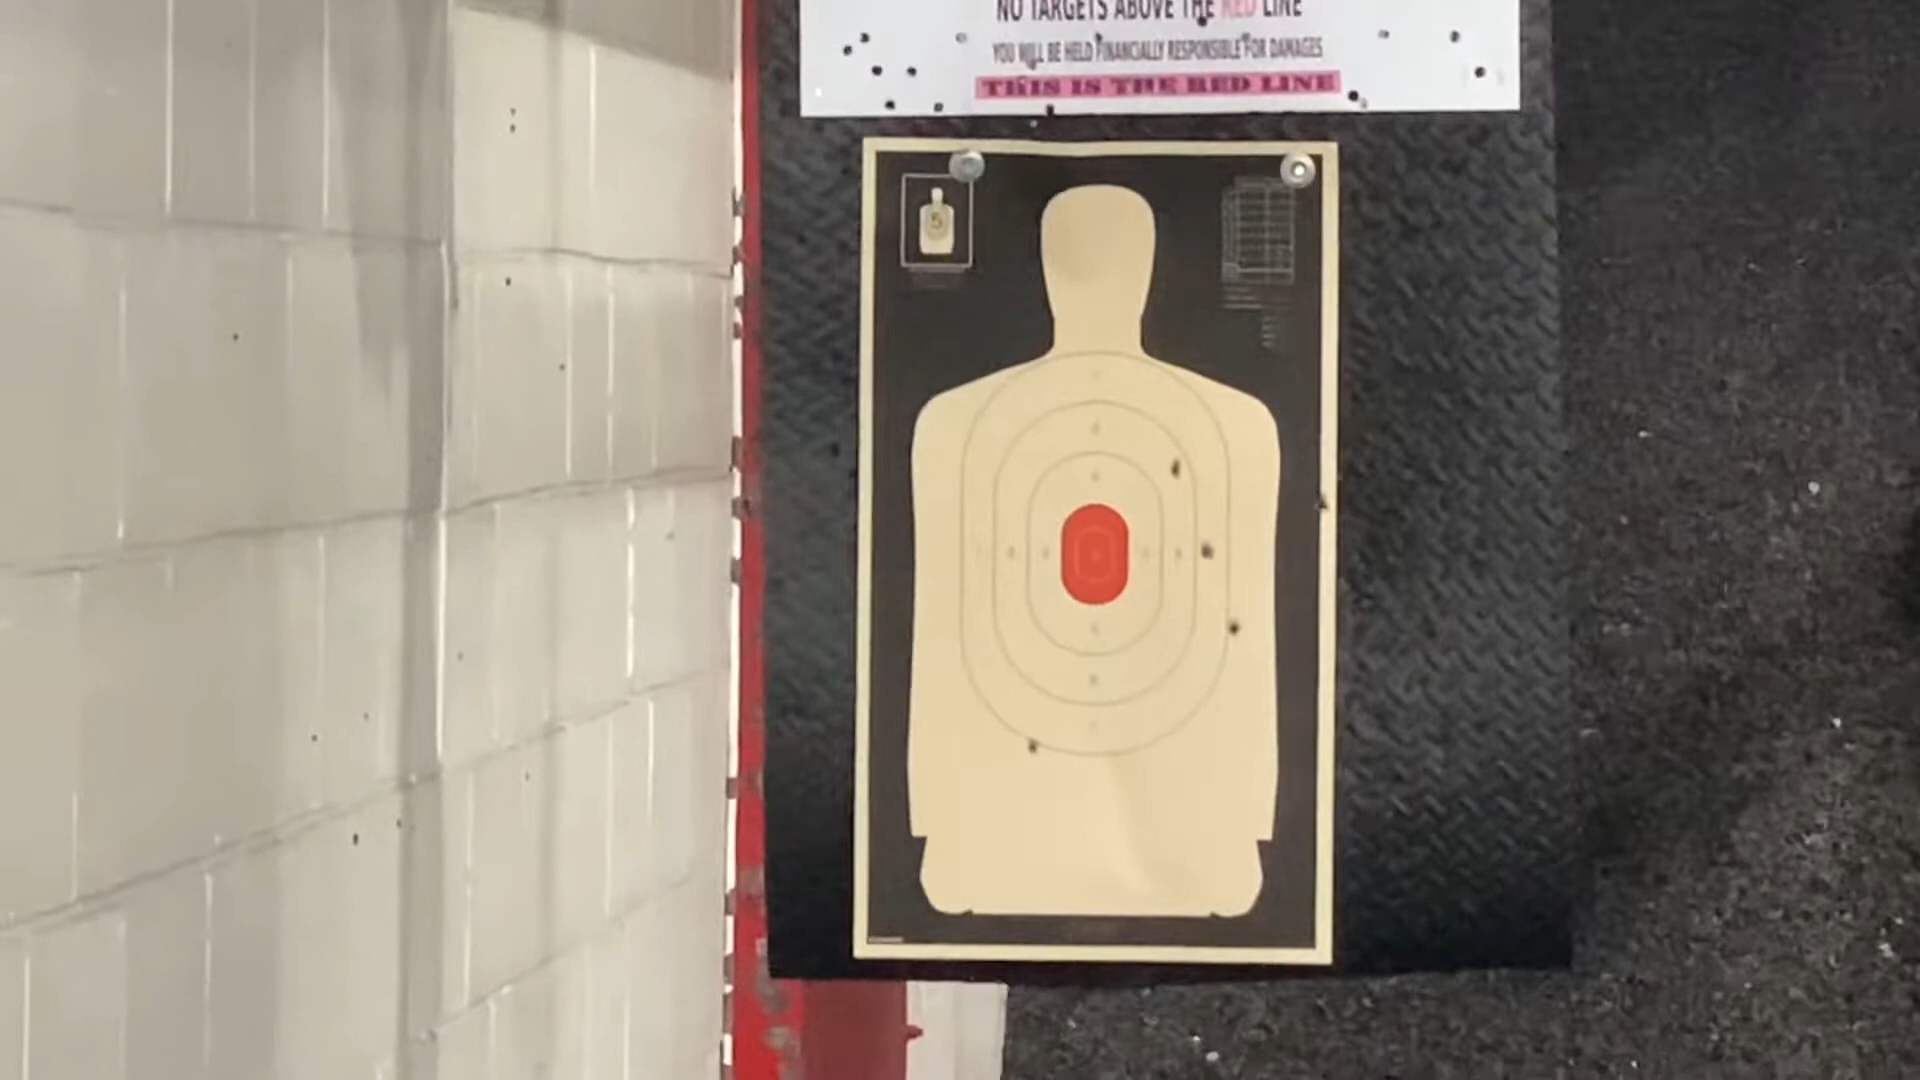 NO TARGETS ABOVE THE RED LINE
YOU WILL BE HELD FINANCIALLY RESPONSIBLE FOR DAMAGES
THIS IS THE RED LINE
5